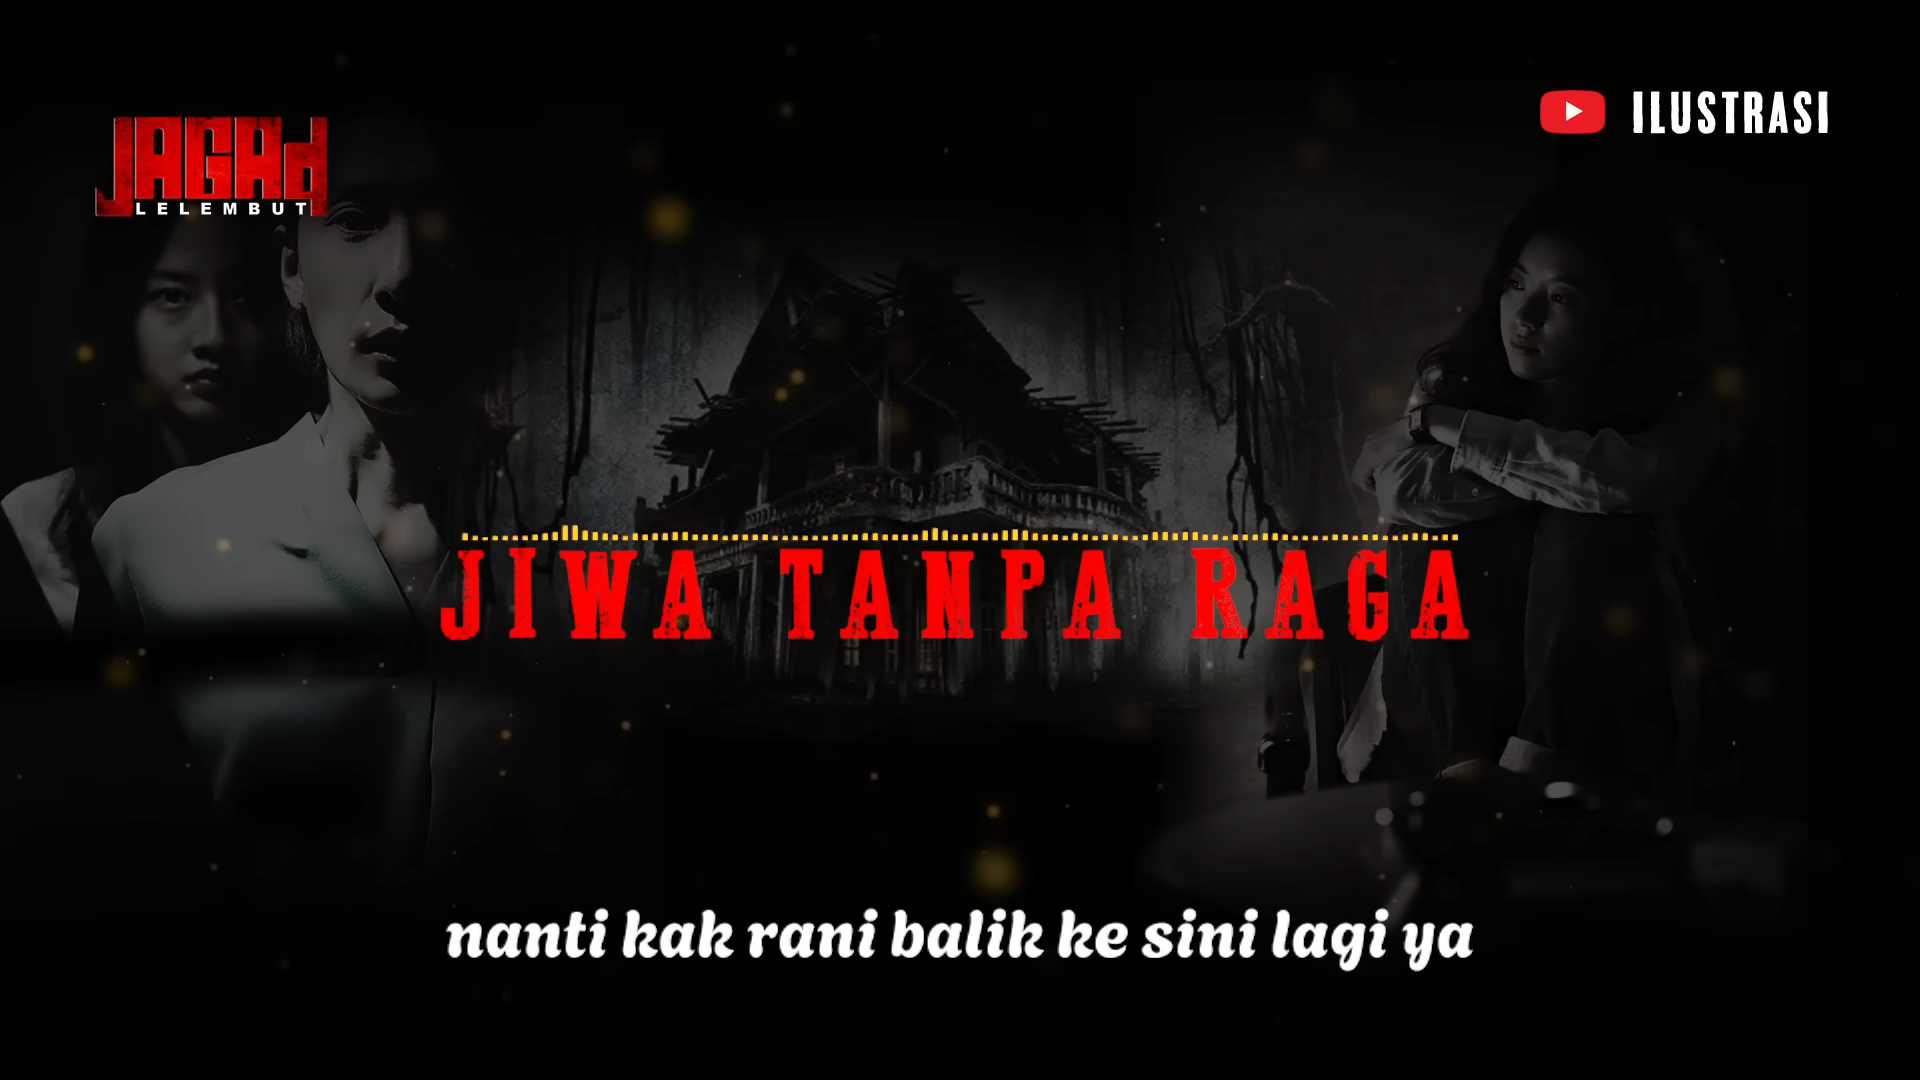 JAGAd
LELEMBUT
ILUSTRASI
JIWA TANPA RAGA
nanti kak rani balik ke sini lagi ya